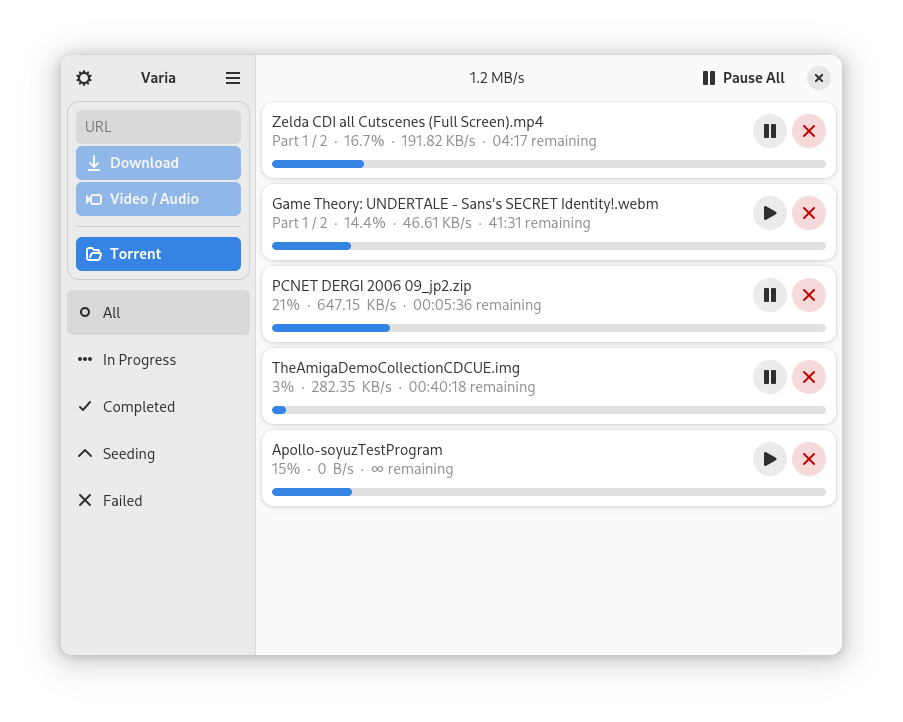 Varia
1.2 MB/s
Pause All
URL
Download
Video / Audio
Torrent
All
In Progress
Completed
Seeding
Failed
Zelda CDI all Cutscenes (Full Screen).mp4
Part 1 / 2 · 16.7% · 191.82 KB/s · 04:17 remaining
Game Theory: UNDERTALE - Sans's SECRET Identity!.webm
Part 1 / 2 · 14.4% · 46.61 KB/s · 41:31 remaining
PCNET DERGI 2006 09_jp2.zip
21% · 647.15 KB/s · 00:05:36 remaining
TheAmigaDemoCollectionCDCUE.img
3% · 282.35 KB/s · 00:40:18 remaining
Apollo-soyuzTestProgram
15% · 0 B/s · ∞ remaining